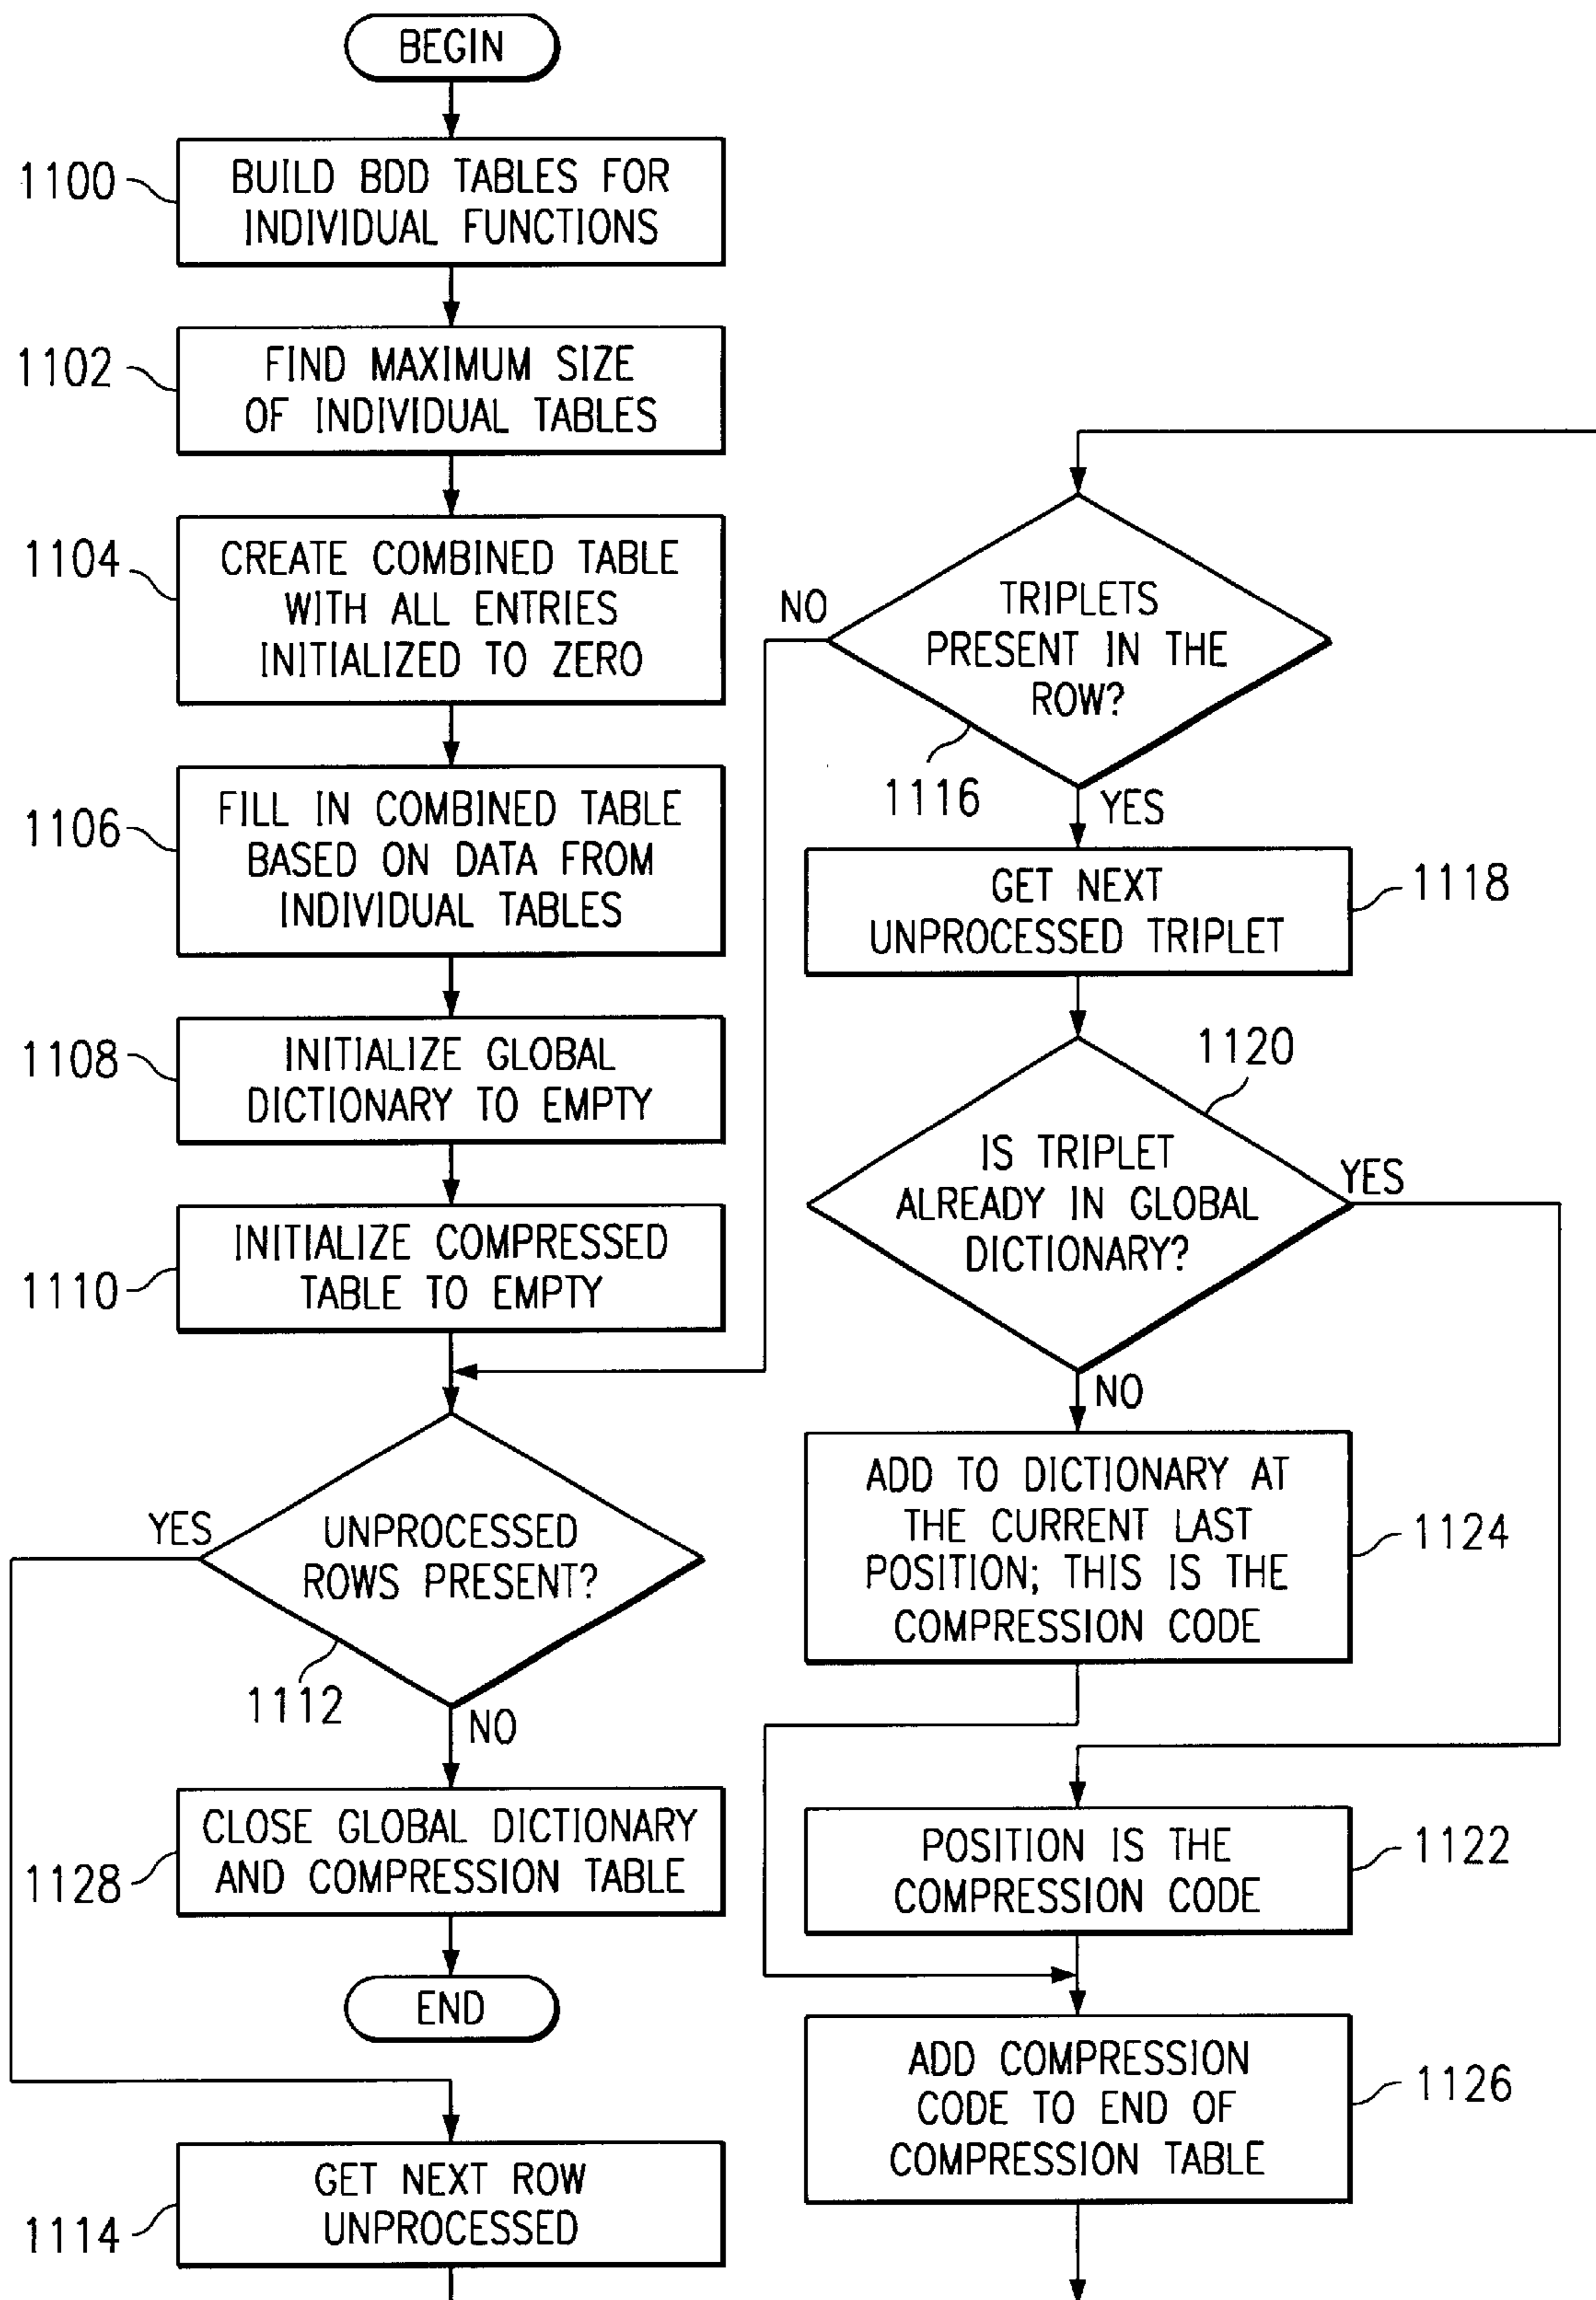 BEGIN
1100
BUILD BDD TABLES FOR
INDIVIDUAL FUNCTIONS
1102
FIND MAXIMUM SIZE
OF INDIVIDUAL TABLES
1104
CREATE COMBINED TABLE
WITH ALL ENTRIES
INITIALIZED TO ZERO
1106
FILL IN COMBINED TABLE
BASED ON DATA FROM
INDIVIDUAL TABLES
1108
INITIALIZE GLOBAL
DICTIONARY TO EMPTY
1110
INITIALIZE COMPRESSED
TABLE TO EMPTY
YES
UNPROCESSED
ROWS PRESENT?
1112
NO
1128
CLOSE GLOBAL DICTIONARY
AND COMPRESSION TABLE
END
1114
GET NEXT ROW
UNPROCESSED
NO
TRIPLETS
PRESENT IN THE
ROW?
1116
YES
GET NEXT
UNPROCESSED TRIPLET
1118
1120
IS TRIPLET
ALREADY IN GLOBAL
DICTIONARY?
YES
NO
ADD TO DICTIONARY AT
THE CURRENT LAST
POSITION; THIS IS THE
COMPRESSION CODE
1124
POSITION IS THE
COMPRESSION CODE
1122
ADD COMPRESSION
CODE TO END OF
COMPRESSION TABLE
1126